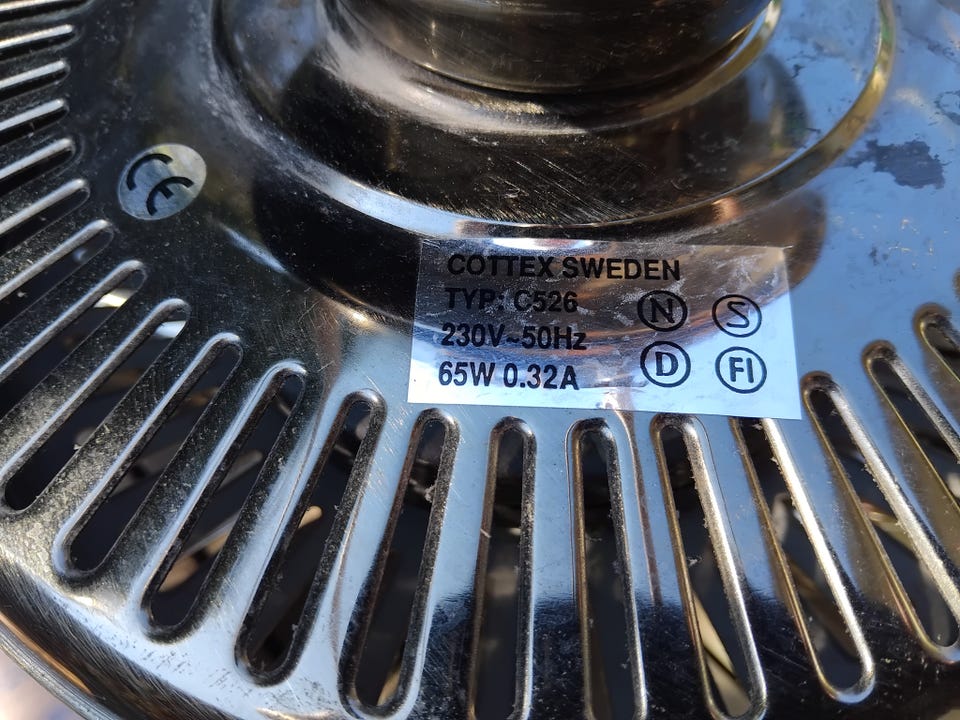 CE
COTTEX SWEDEN
TYP: C526 N S
230V~50Hz
65W 0.32A D FI